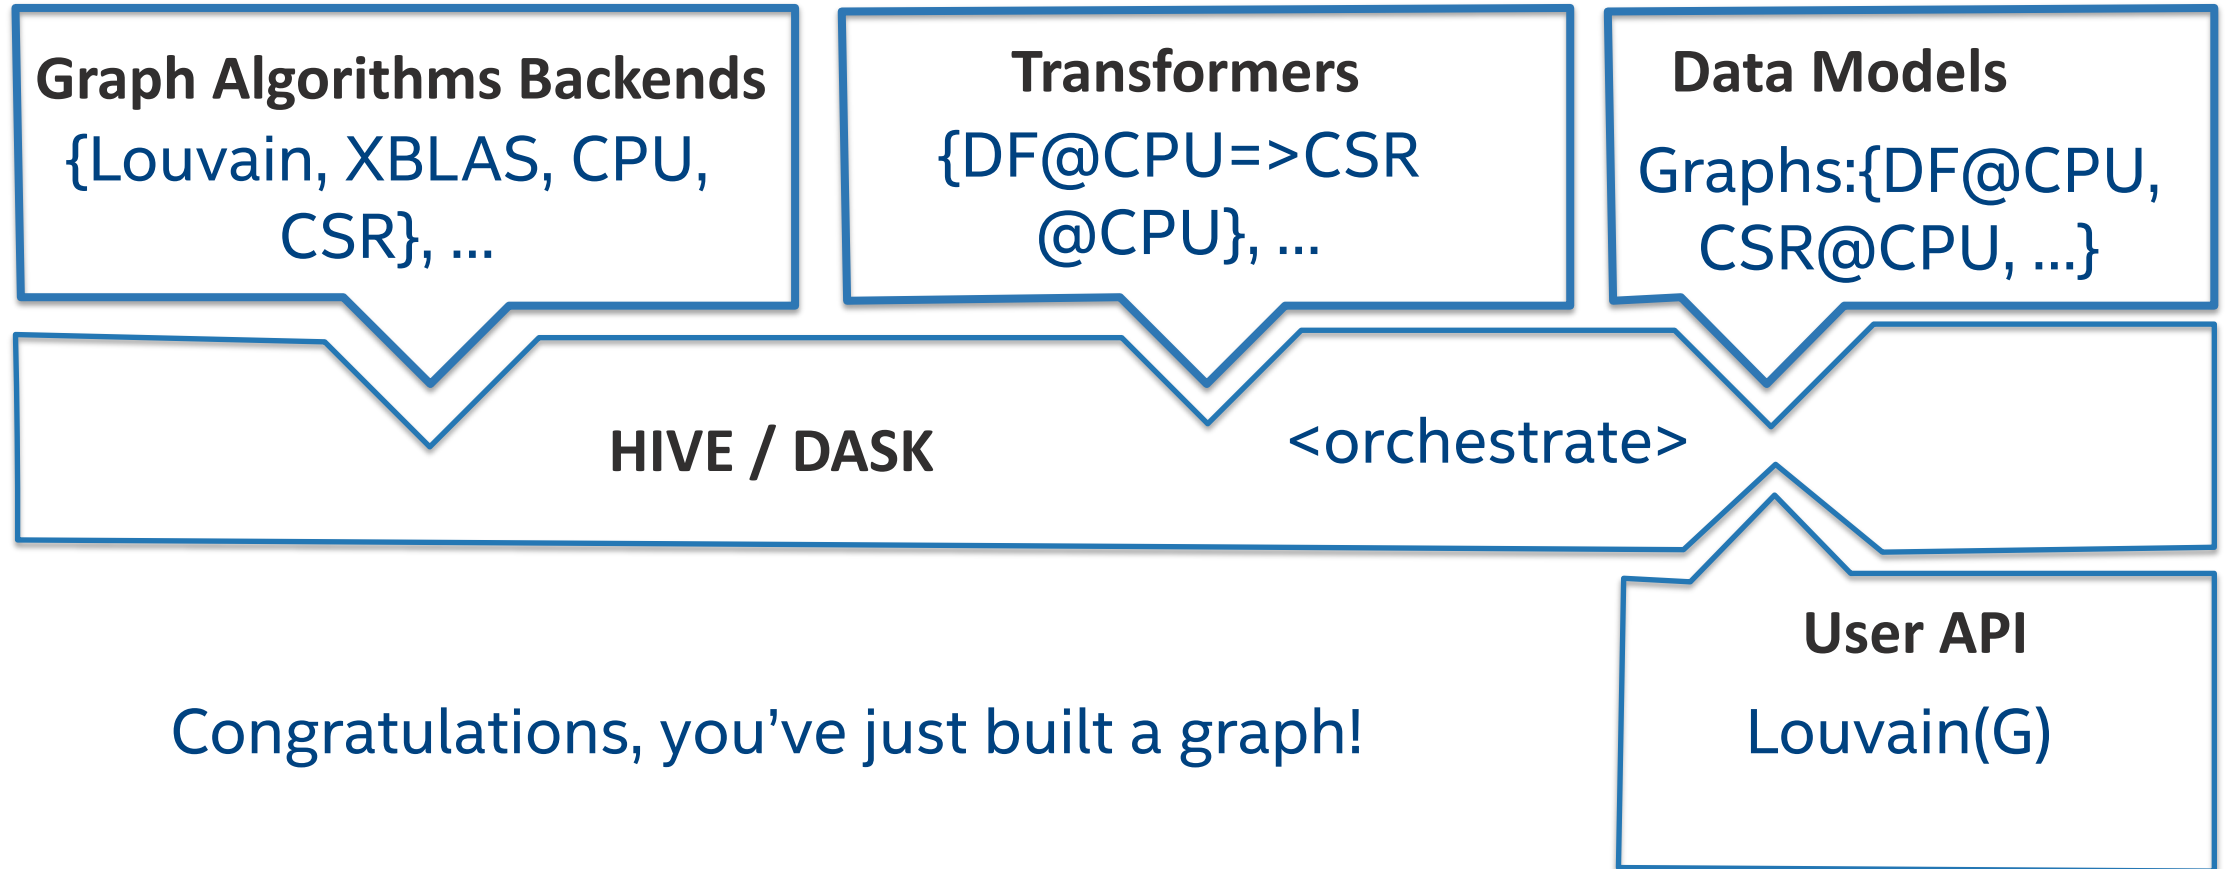 Graph Algorithms Backends
{Louvain, XBLAS, CPU,
CSR}, ...
Transformers
{DF@CPU=>CSR
@CPU}, ...
Data Models
Graphs:{DF@CPU,
CSR@CPU, ...}
HIVE / DASK
<orchestrate>
User API
Louvain(G)
Congratulations, you’ve just built a graph!